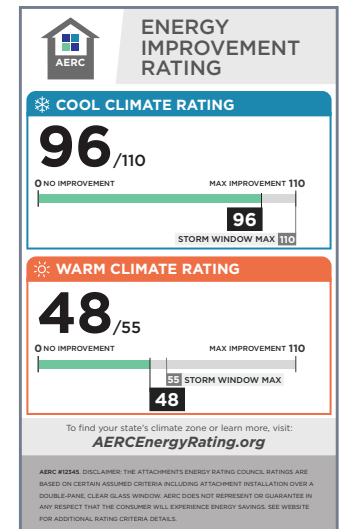 AERC
ENERGY
IMPROVEMENT
RATING
COOL CLIMATE RATING
96/110
0 NO IMPROVEMENT MAX IMPROVEMENT 110
96
STORM WINDOW MAX 110
WARM CLIMATE RATING
48/55
0 NO IMPROVEMENT MAX IMPROVEMENT 110
55 STORM WINDOW MAX
48
To find your state's climate zone or learn more, visit:
AERCEnergyRating.org
AERC #12345. DISCLAIMER: THE ATTACHMENTS ENERGY RATING COUNCIL RATINGS ARE
BASED ON CERTAIN ASSUMED CRITERIA INCLUDING ATTACHMENT INSTALLATION OVER A
DOUBLE-PANE, CLEAR GLASS WINDOW. AERC DOES NOT REPRESENT OR GUARANTEE IN
ANY RESPECT THAT THE CONSUMER WILL EXPERIENCE ENERGY SAVINGS. SEE WEBSITE
FOR ADDITIONAL RATING CRITERIA DETAILS.